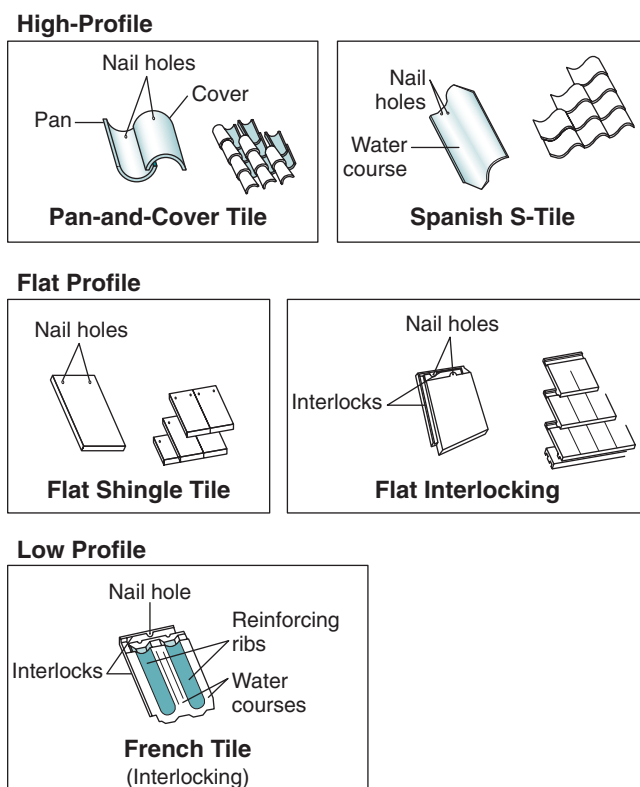 High-Profile
Nail holes
Cover
Pan
Pan-and-Cover Tile
Nail
holes
Water
course
Spanish S-Tile
Flat Profile
Nail holes
Flat Shingle Tile
Nail holes
Interlocks
Flat Interlocking
Low Profile
Nail hole
Reinforcing
ribs
Interlocks
Water
courses
French Tile
(Interlocking)